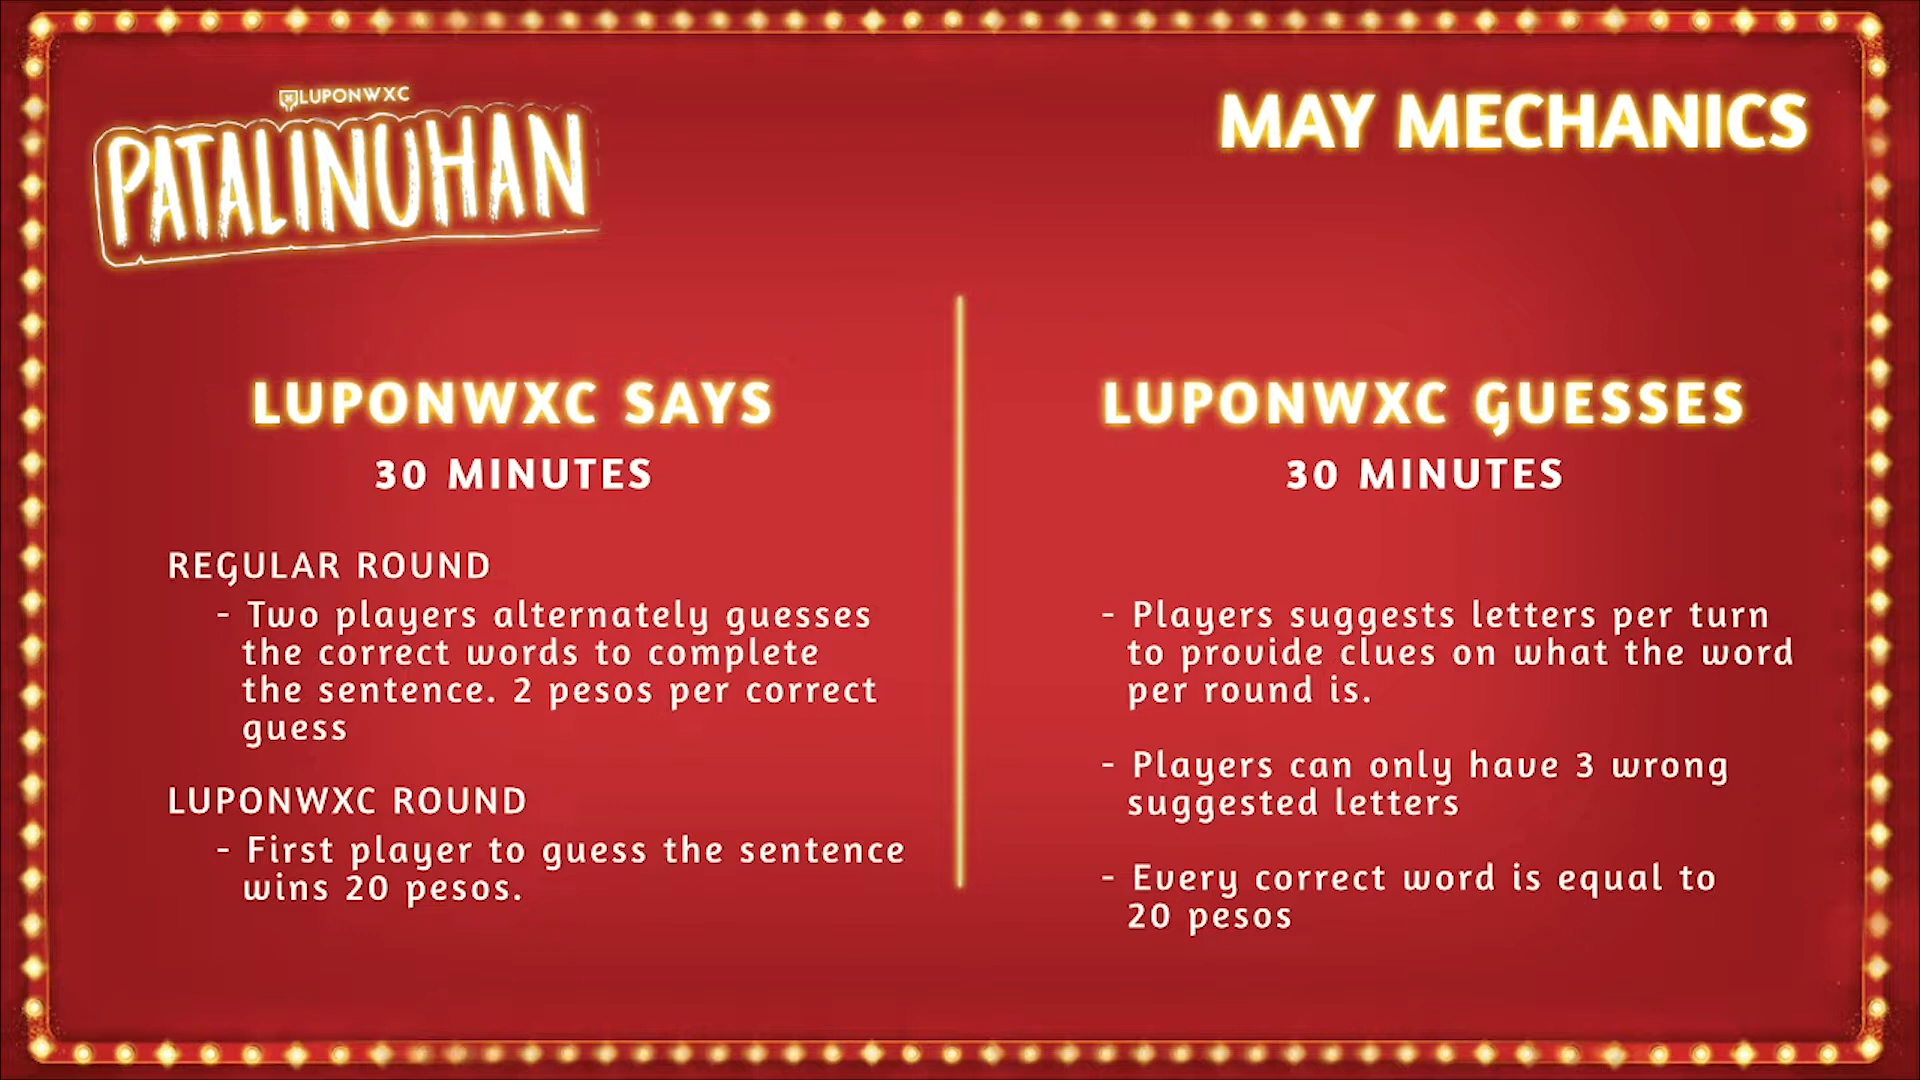 LUPONWXC
PATALINUHAN
MAY MECHANICS
LUPONWXC SAYS
30 MINUTES
REGULAR ROUND
- Two players alternately guesses
the correct words to complete
the sentence. 2 pesos per correct
guess
LUPONWXC ROUND
- First player to guess the sentence
wins 20 pesos.
LUPONWXC GUESSES
30 MINUTES
- Players suggests letters per turn
to provide clues on what the word
per round is.
- Players can only have 3 wrong
suggested letters
- Every correct word is equal to
20 pesos